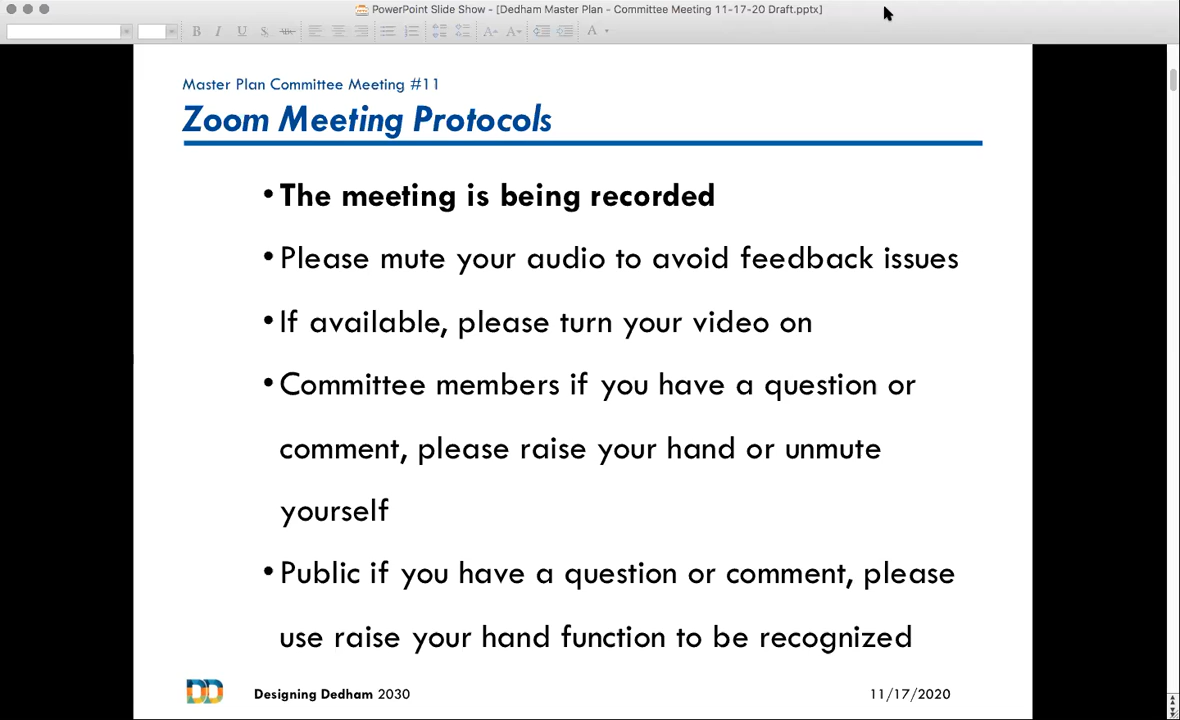 PowerPoint Slide Show - [Dedham Master Plan - Committee Meeting 11-17-20 Draft.pptx]
B I U S ABC A A A
Master Plan Committee Meeting #11
Zoom Meeting Protocols
• The meeting is being recorded
• Please mute your audio to avoid feedback issues
• If available, please turn your video on
• Committee members if you have a question or
comment, please raise your hand or unmute
yourself
• Public if you have a question or comment, please
use raise your hand function to be recognized
DD Designing Dedham 2030 11/17/2020